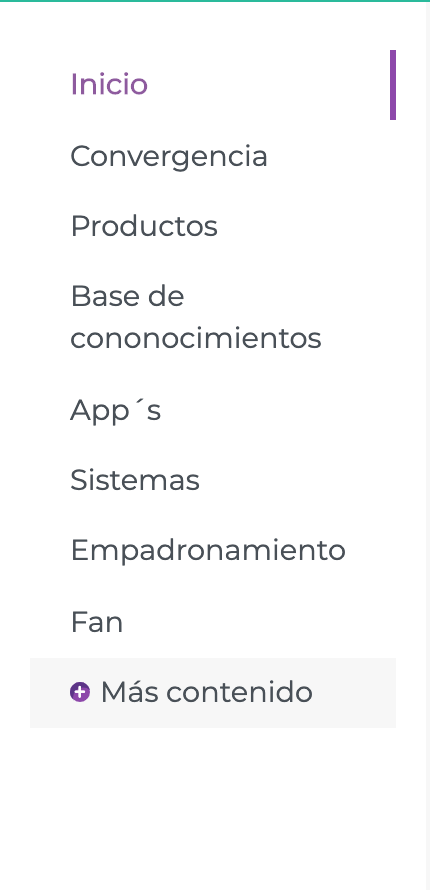 Inicio
Convergencia
Productos
Base de
cononocimientos
App´s
Sistemas
Empadronamiento
Fan
Más contenido